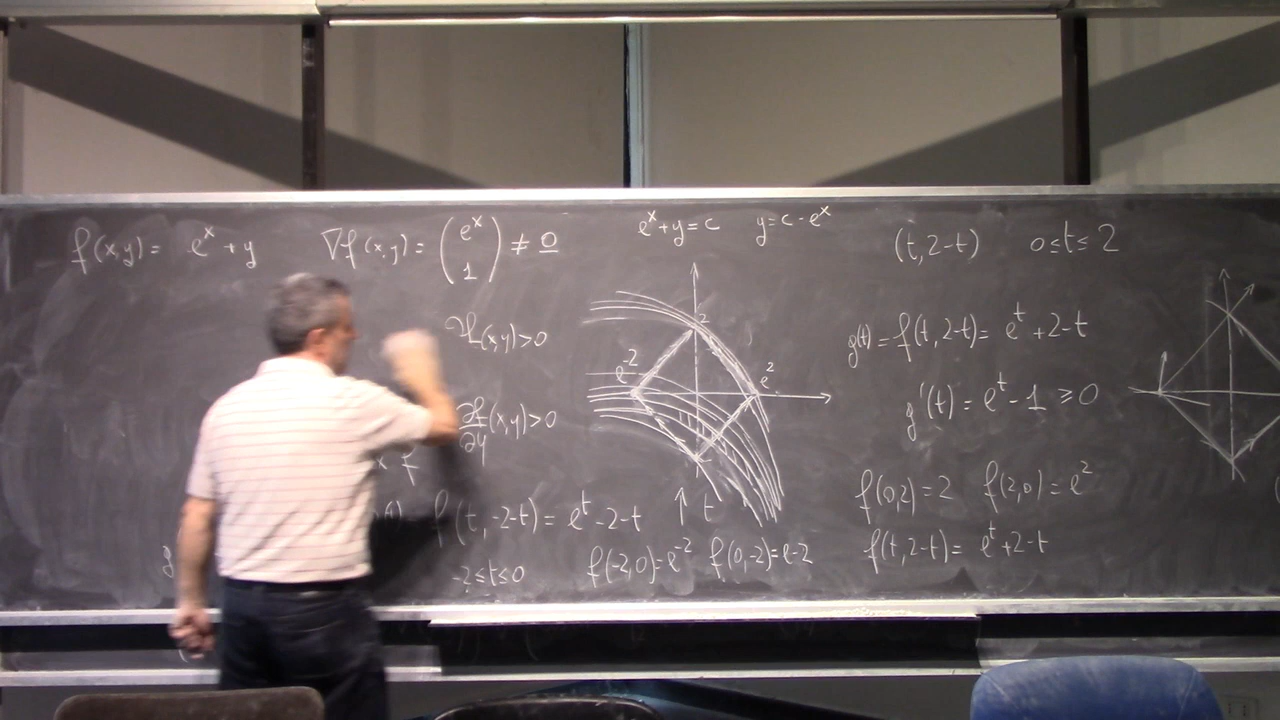 f(x,y) = e^x + y
∇f(x,y) = (e^x 1) ≠ 0
e^x + y = c y = c - e^x
(t, 2-t) 0 ≤ t ≤ 2
(x,y) > 0
∂f/∂y (x,y) > 0
2
e^-2
e^2
g(t) = f(t, 2-t) = e^t + 2 - t
g'(t) = e^t - 1 ≥ 0
f(t, -2-t) = e^t - 2 - t
↑ t
-2 ≤ t ≤ 0
f(-2,0) = e^-2 f(0,-2) = e-2
f(0,2) = 2 f(2,0) = e^2
f(t, 2-t) = e^t + 2 - t